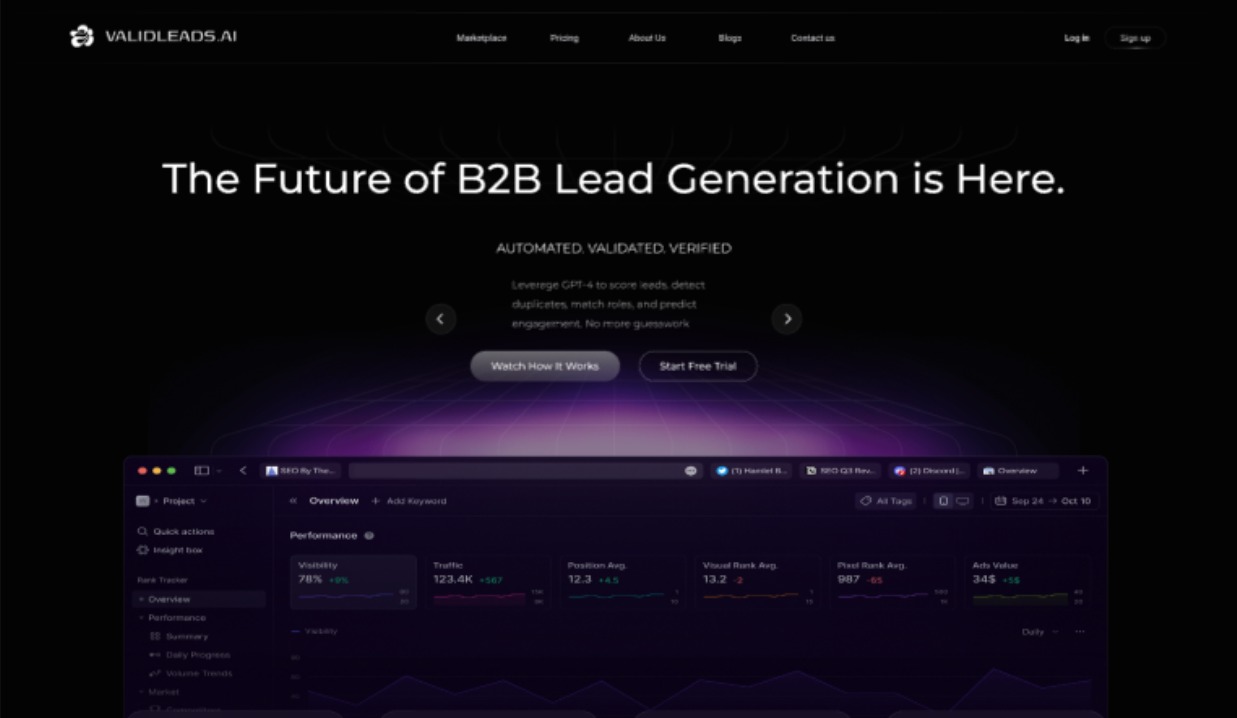 VALIDLEADS.AI
Marketplace
Pricing
About Us
Blogs
Contact us
Log in
Sign up
The Future of B2B Lead Generation is Here.
AUTOMATED. VALIDATED. VERIFIED
Leverege GPT-4 to score leads, detect
duplicates, match roles, and predict
engagement. No more guesswork
Watch How It Works
Start Free Trial
SEO By The...
(1) Hamlet B...
SEO Q3 Rev...
(2) Discord |...
Overview
Project
Overview
+ Add Keyword
All Tags
Sep 24 → Oct 10
Quick actions
Insight box
Performance
Rank Tracker
Overview
Performance
Summary
Daily Progress
Volume Trends
Market
Visibility
78% +9%
Traffic
123.4K +567
Position Avg.
12.3 +4.5
Visual Rank Avg.
13.2 -2
Pixel Rank Avg.
987 -65
Ads Value
34$ +5$
Visibility
Daily